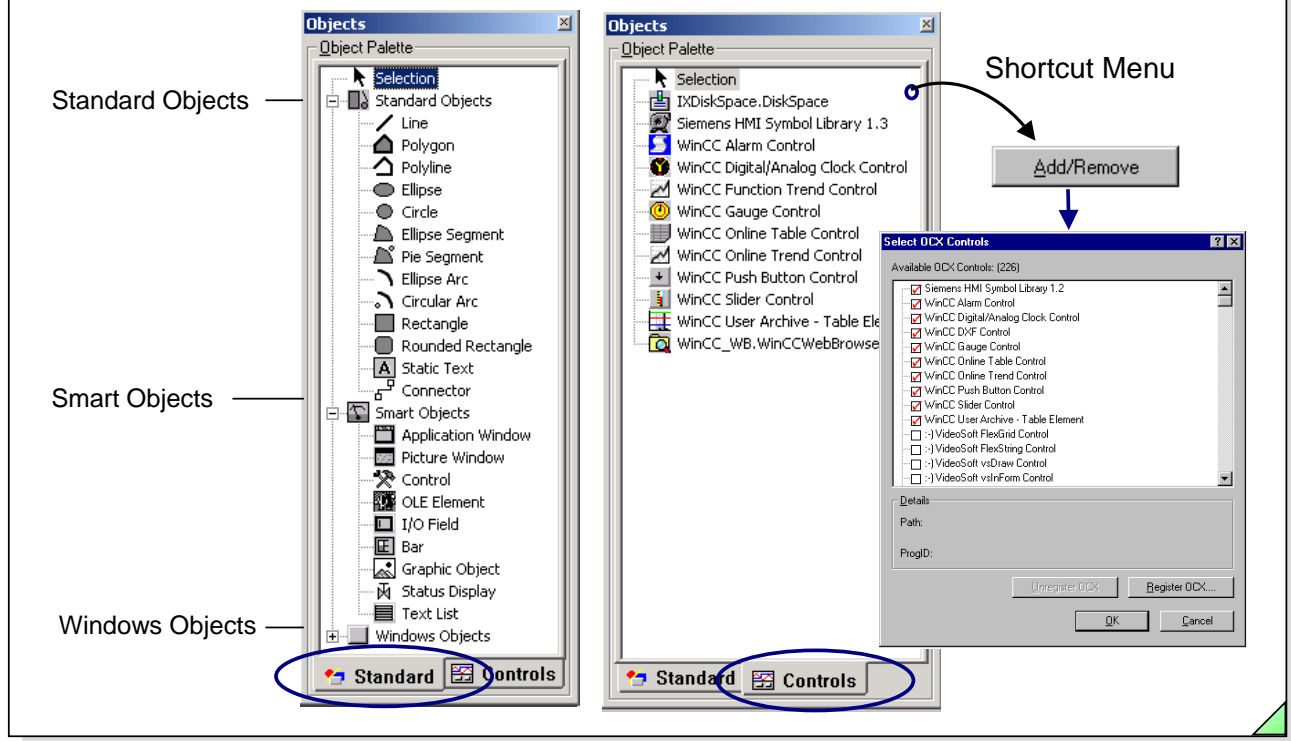 Standard Objects
Smart Objects
Windows Objects
Objects
Object Palette
Selection
Standard Objects
Line
Polygon
Polyline
Ellipse
Circle
Ellipse Segment
Pie Segment
Ellipse Arc
Circular Arc
Rectangle
Rounded Rectangle
A Static Text
Connector
Smart Objects
Application Window
Picture Window
Control
OLE Element
I/O Field
Bar
Graphic Object
Status Display
Text List
Windows Objects
Standard Controls
Objects
Object Palette
Selection
IXDiskSpace.DiskSpace
Siemens HMI Symbol Library 1.3
WinCC Alarm Control
WinCC Digital/Analog Clock Control
WinCC Function Trend Control
WinCC Gauge Control
WinCC Online Table Control
WinCC Online Trend Control
WinCC Push Button Control
WinCC Slider Control
WinCC User Archive - Table Ele
WinCC_WB.WinCCWebBrowse
Standard Controls
Shortcut Menu
Add/Remove
Select OCX Controls
Available OCX Controls: (226)
Siemens HMI Symbol Library 1.2
WinCC Alarm Control
WinCC Digital/Analog Clock Control
WinCC DXF Control
WinCC Gauge Control
WinCC Online Table Control
WinCC Online Trend Control
WinCC Push Button Control
WinCC Slider Control
WinCC User Archive - Table Element
:-) VideoSoft FlexGrid Control
:-) VideoSoft FlexString Control
:-) VideoSoft vsDraw Control
:-) VideoSoft vsInForm Control
Details
Path:
ProgID:
Unregister OCX Register OCX....
OK Cancel